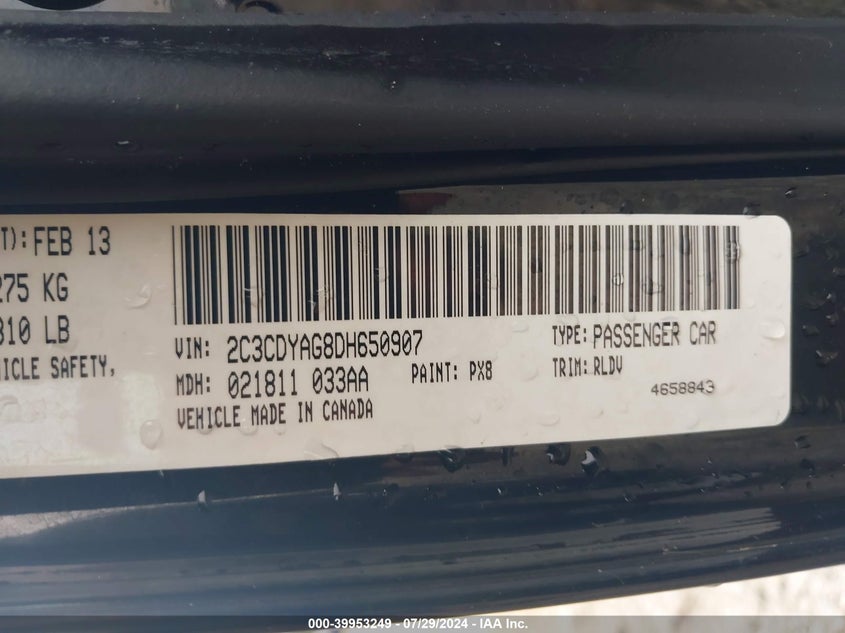 T): FEB 13
275 KG
310 LB
HICLE SAFETY,
VIN: 2C3CDYAG8DH650907 TYPE: PASSENGER CAR
MDH: 021811 033AA PAINT: PX8 TRIM: RLDV
VEHICLE MADE IN CANADA 4658843
000-39953249 - 07/29/2024 - IAA Inc.